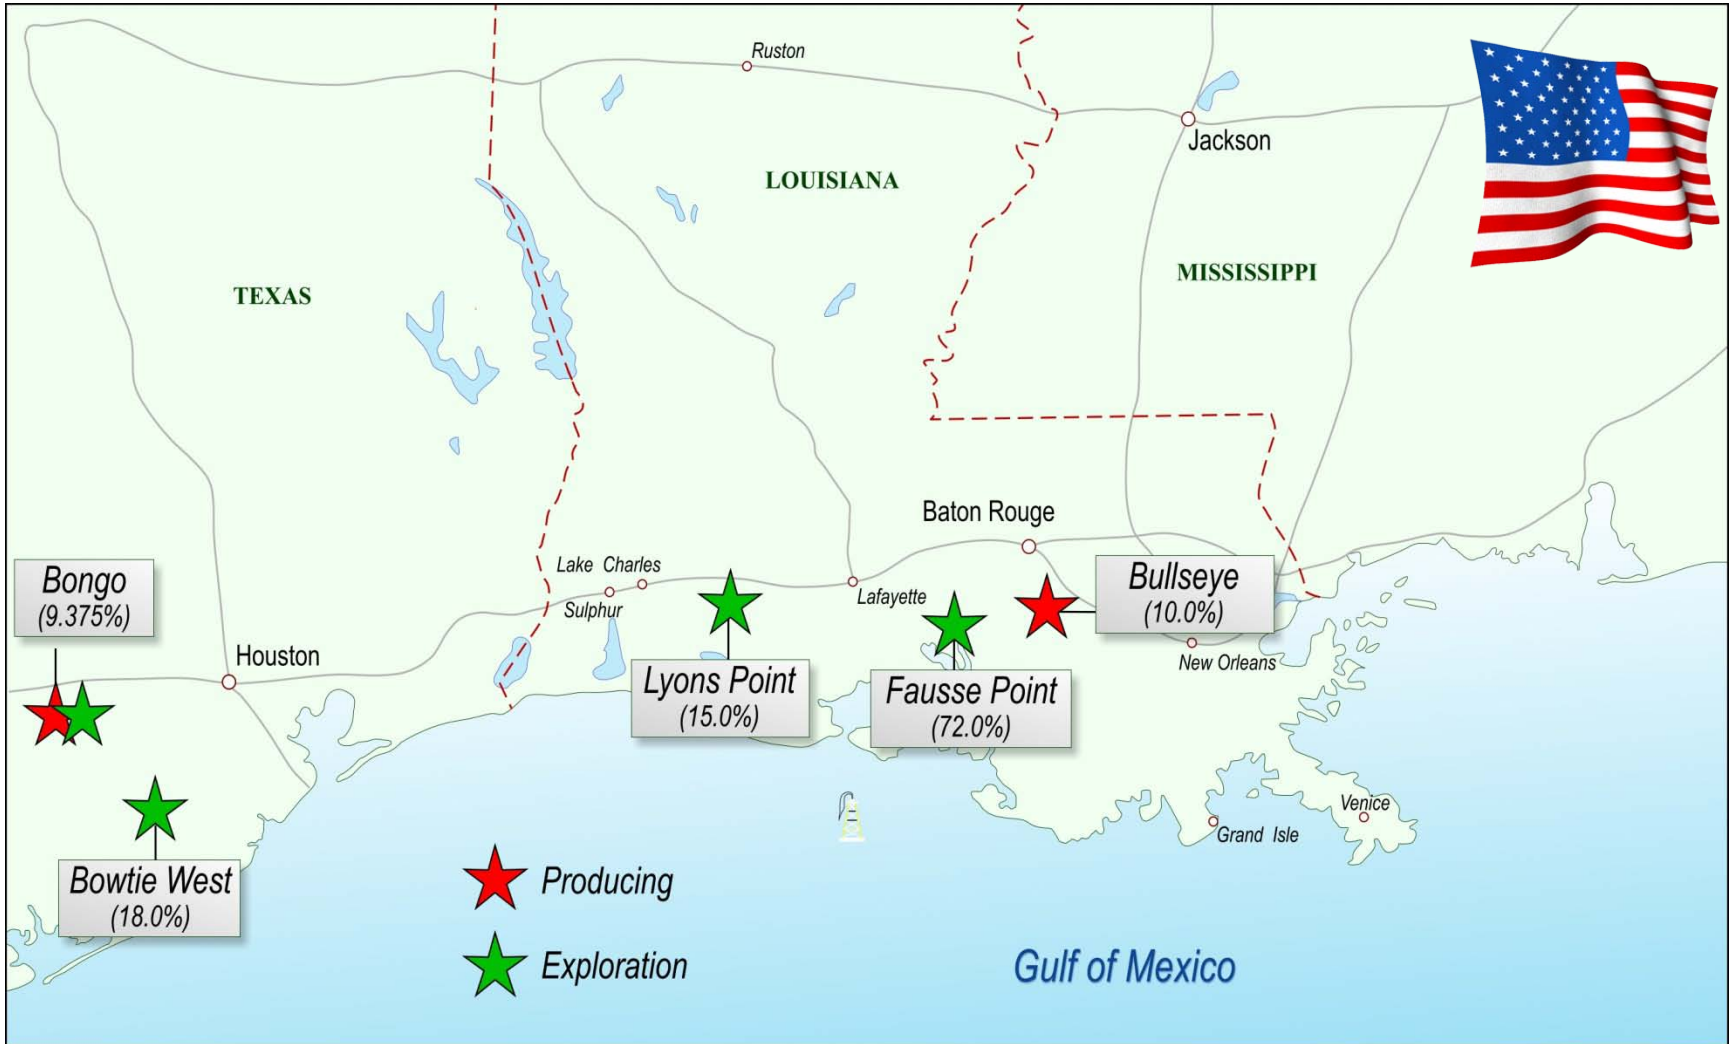 Ruston
Jackson
LOUISIANA
MISSISSIPPI
TEXAS
Baton Rouge
Bongo
(9.375%)
Lake Charles
Sulphur
Lafayette
Bullseye
(10.0%)
Houston
New Orleans
Lyons Point
(15.0%)
Fausse Point
(72.0%)
Venice
Grand Isle
Bowtie West
(18.0%)
Producing
Exploration
Gulf of Mexico